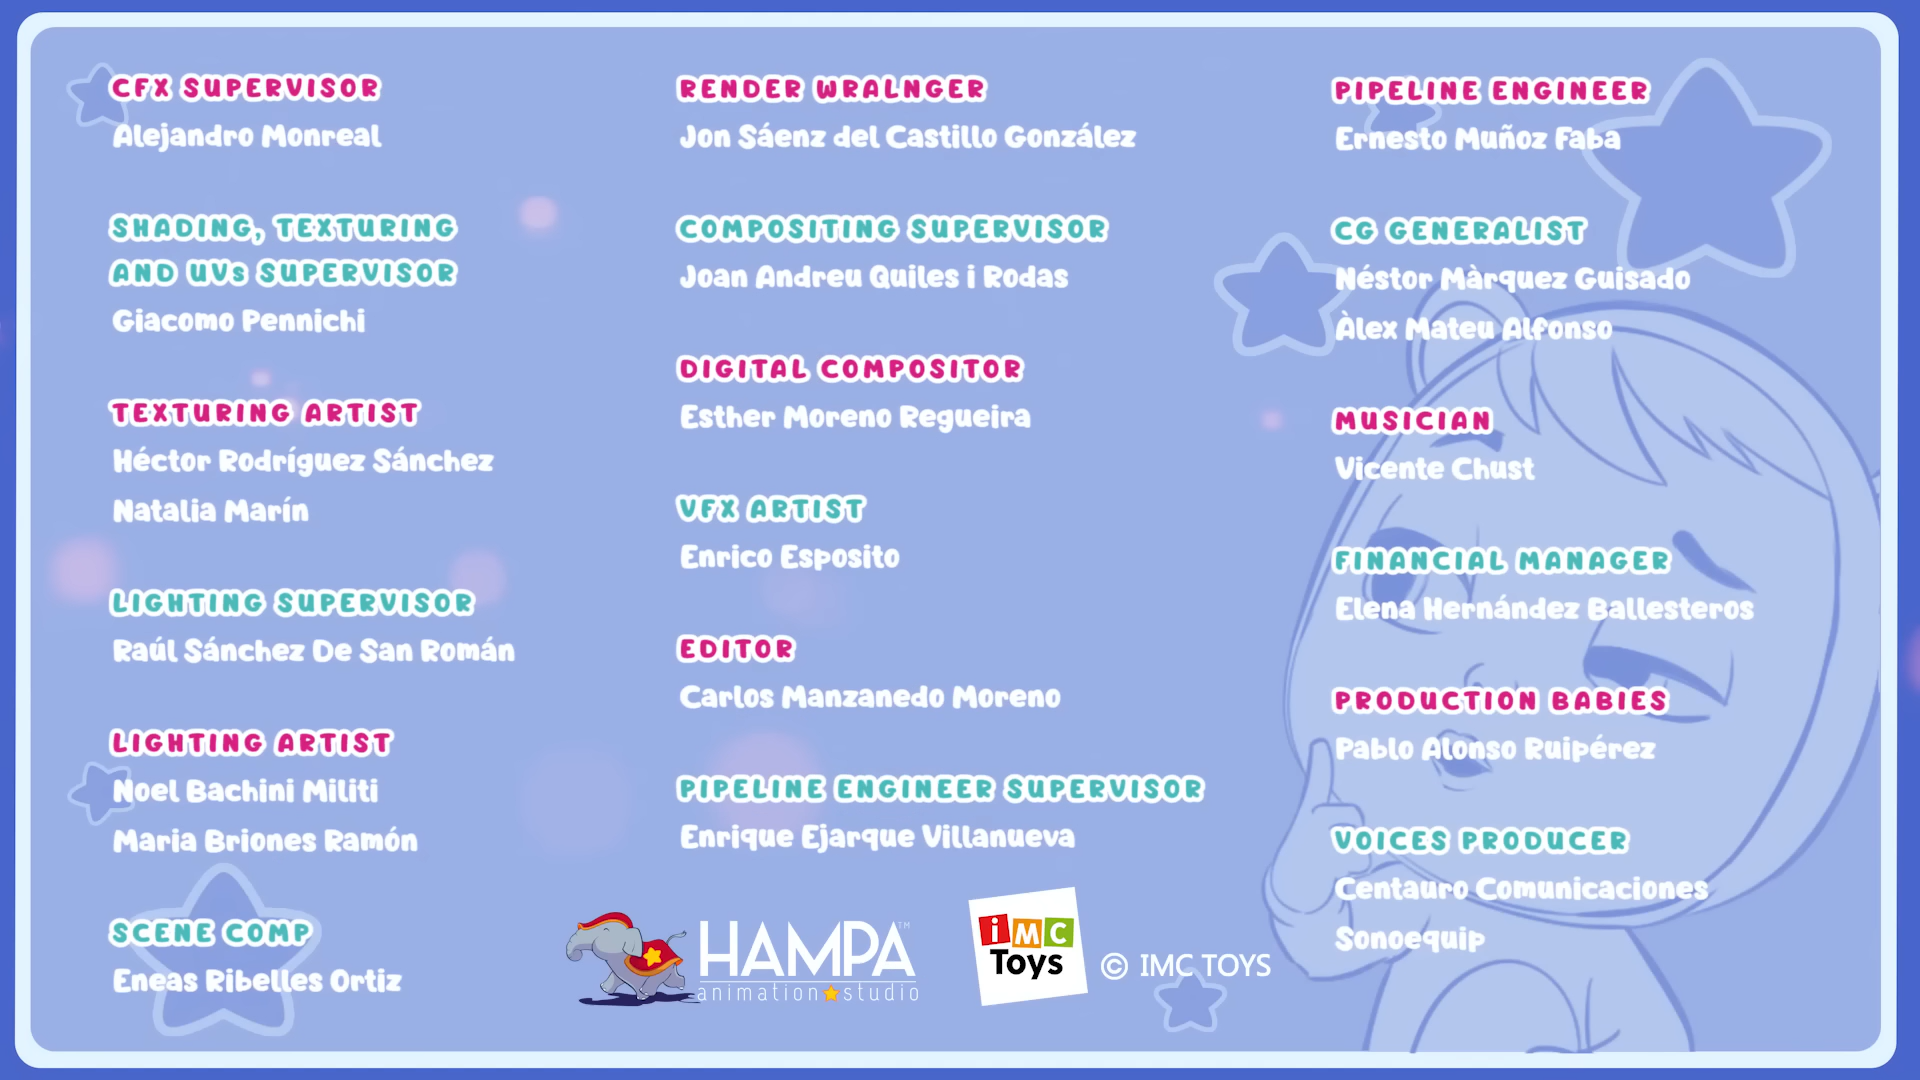 CFX SUPERVISOR
Alejandro Monreal
SHADING, TEXTURING
AND UVs SUPERVISOR
Giacomo Pennichi
TEXTURING ARTIST
Héctor Rodríguez Sánchez
Natalia Marín
LIGHTING SUPERVISOR
Raúl Sánchez De San Román
LIGHTING ARTIST
Noel Bachini Militi
Maria Briones Ramón
SCENE COMP
Eneas Ribelles Ortiz
RENDER WRALNGER
Jon Sáenz del Castillo González
COMPOSITING SUPERVISOR
Joan Andreu Quiles i Rodas
DIGITAL COMPOSITOR
Esther Moreno Regueira
VFX ARTIST
Enrico Esposito
EDITOR
Carlos Manzanedo Moreno
PIPELINE ENGINEER SUPERVISOR
Enrique Ejarque Villanueva
PIPELINE ENGINEER
Ernesto Muñoz Faba
CG GENERALIST
Néstor Màrquez Guisado
Àlex Mateu Alfonso
MUSICIAN
Vicente Chust
FINANCIAL MANAGER
Elena Hernández Ballesteros
PRODUCTION BABIES
Pablo Alonso Ruipérez
VOICES PRODUCER
Centauro Comunicaciones
Sonoequip
HAMPA™
animation studio
iMC
Toys
© IMC TOYS